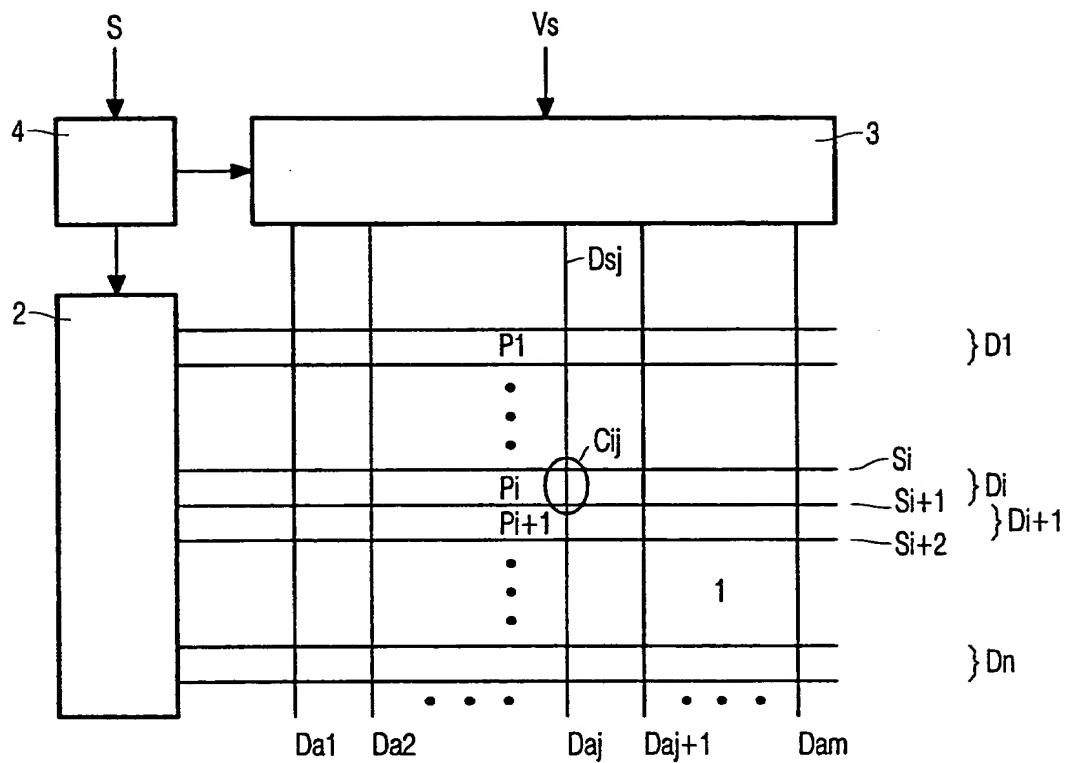 S
Vs
4
3
Dsj
2
P1
}D1
Cij
Si
Pi
}Di
Si+1
Pi+1
}Di+1
Si+2
1
}Dn
Da1
Da2
Daj
Daj+1
Dam